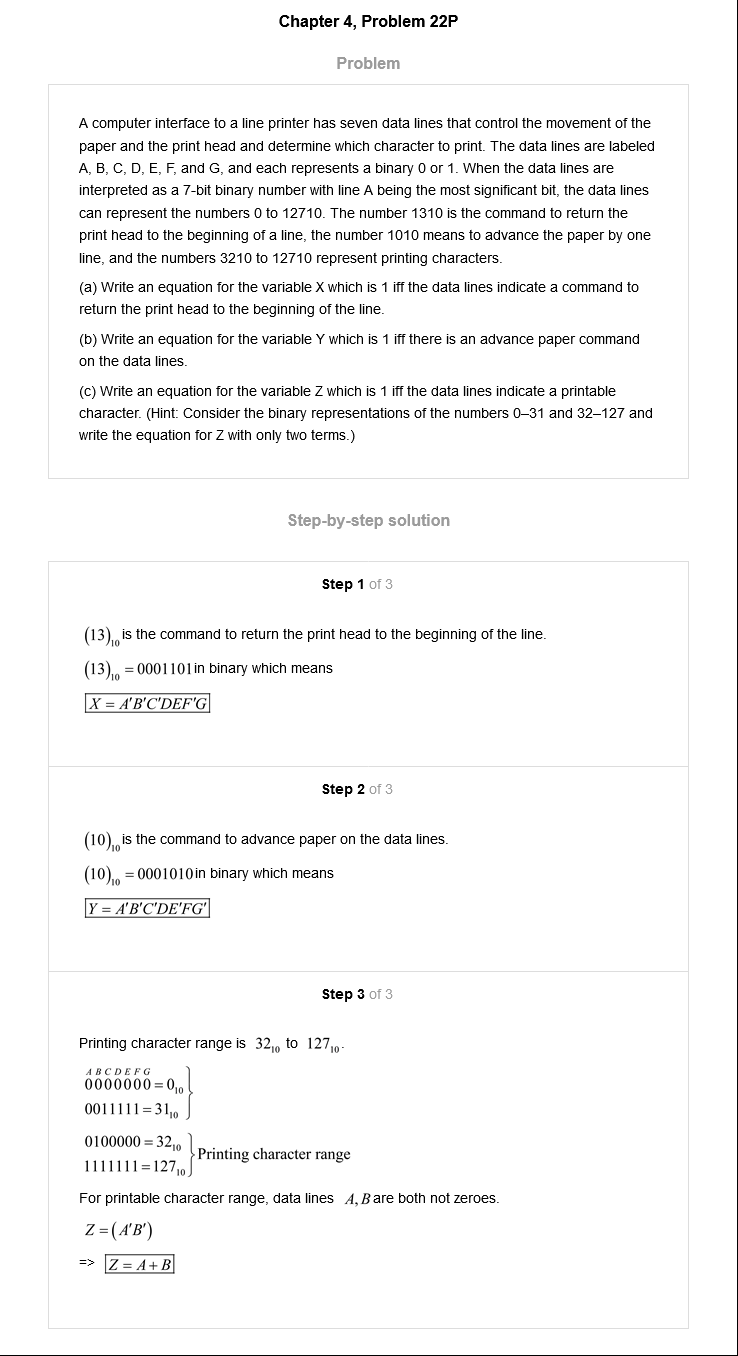 Chapter 4, Problem 22P
Problem
A computer interface to a line printer has seven data lines that control the movement of the
paper and the print head and determine which character to print. The data lines are labeled
A, B, C, D, E, F, and G, and each represents a binary 0 or 1. When the data lines are
interpreted as a 7-bit binary number with line A being the most significant bit, the data lines
can represent the numbers 0 to 12710. The number 1310 is the command to return the
print head to the beginning of a line, the number 1010 means to advance the paper by one
line, and the numbers 3210 to 12710 represent printing characters.
(a) Write an equation for the variable X which is 1 iff the data lines indicate a command to
return the print head to the beginning of the line.
(b) Write an equation for the variable Y which is 1 iff there is an advance paper command
on the data lines.
(c) Write an equation for the variable Z which is 1 iff the data lines indicate a printable
character. (Hint: Consider the binary representations of the numbers 0–31 and 32–127 and
write the equation for Z with only two terms.)
Step-by-step solution
Step 1 of 3
(13)₁₀ is the command to return the print head to the beginning of the line.
(13)₁₀ = 0001101 in binary which means
X = A'B'C'DEF'G
Step 2 of 3
(10)₁₀ is the command to advance paper on the data lines.
(10)₁₀ = 0001010 in binary which means
Y = A'B'C'DE'FG'
Step 3 of 3
Printing character range is 32₁₀ to 127₁₀.
A B C D E F G
0000000 = 0₁₀
0011111 = 31₁₀
0100000 = 32₁₀
1111111 = 127₁₀
Printing character range
For printable character range, data lines A, B are both not zeroes.
Z = (A'B')
=> Z = A + B